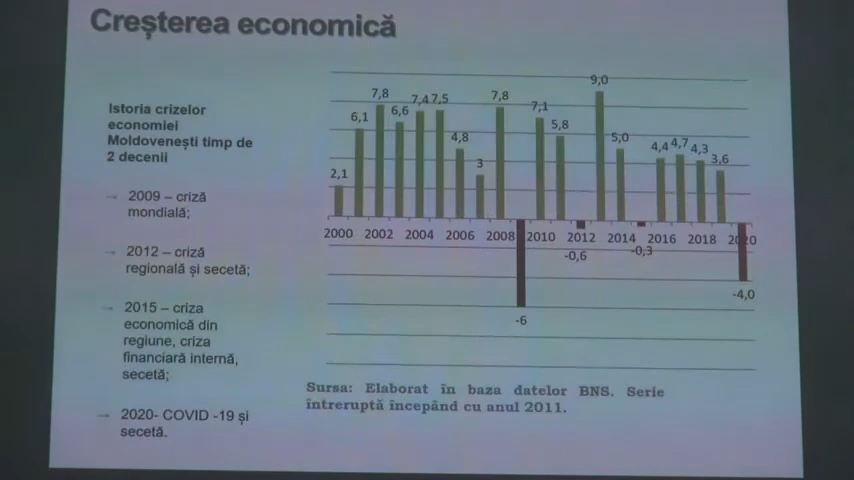 Creșterea economică
Istoria crizelor
economiei
Moldovenești timp de
2 decenii
→ 2009 – criză
mondială;
→ 2012 – criză
regională și secetă;
→ 2015 – criza
economică din
regiune, criza
financiară internă,
secetă;
→ 2020- COVID -19 și
secetă.
2,1 6,1 7,8 6,6 7,4 7,5 4,8 3 7,8 -6 7,1 5,8 -0,6 9,0 5,0 -0,3 4,4 4,7 4,3 3,6 -4,0
2000 2002 2004 2006 2008 2010 2012 2014 2016 2018 2020
Sursa: Elaborat în baza datelor BNS. Serie
întreruptă începând cu anul 2011.